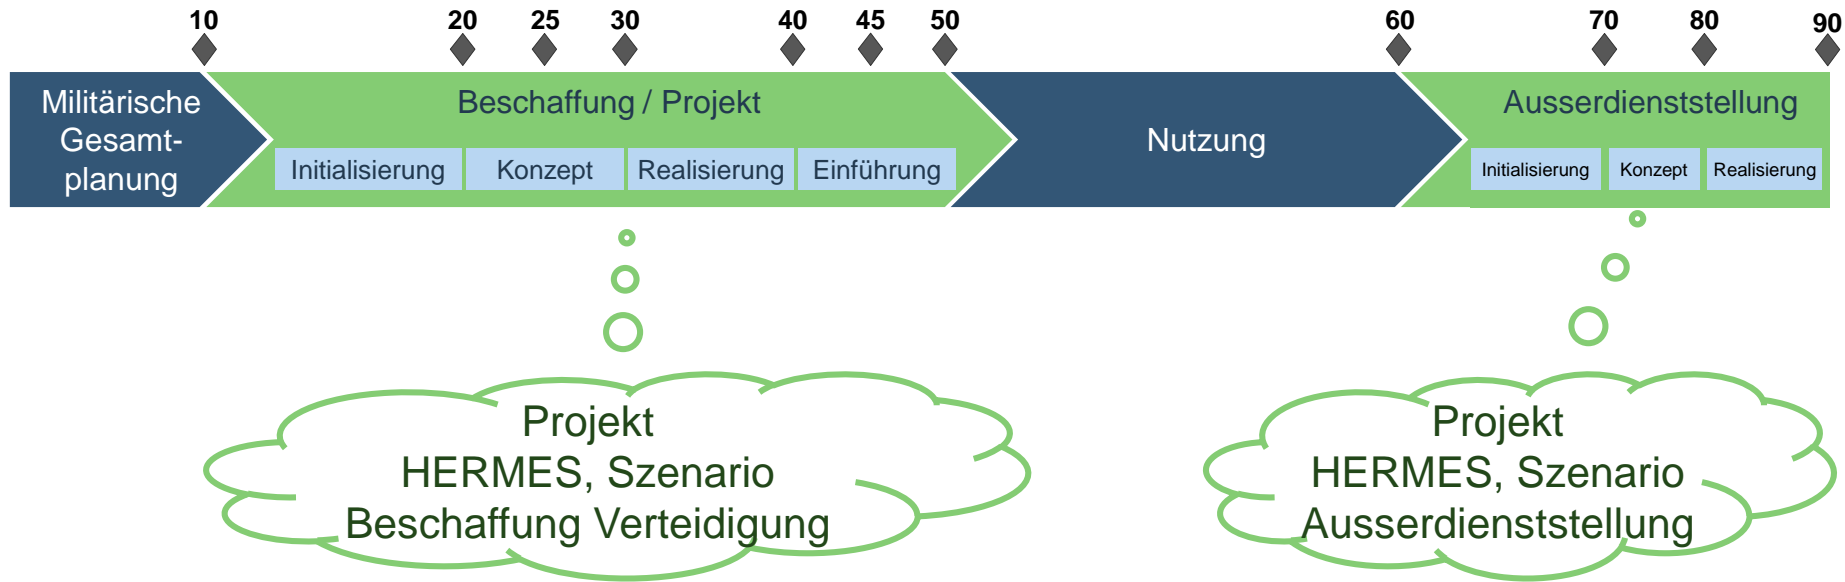 10 20 25 30 40 45 50 60 70 80 90
Militärische
Gesamt-
planung
Beschaffung / Projekt
Initialisierung Konzept Realisierung Einführung
Nutzung
Ausserdienststellung
Initialisierung Konzept Realisierung
Projekt
HERMES, Szenario
Beschaffung Verteidigung
Projekt
HERMES, Szenario
Ausserdienststellung